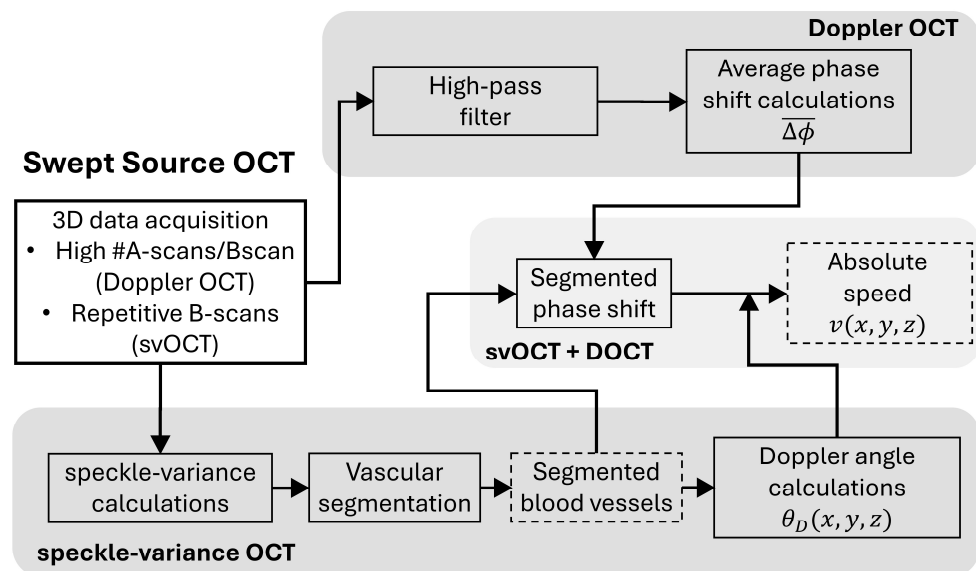 Doppler OCT
High-pass
filter
Average phase
shift calculations
$\overline{\Delta\phi}$
Swept Source OCT
3D data acquisition
• High #A-scans/Bscan
(Doppler OCT)
• Repetitive B-scans
(svOCT)
Segmented
phase shift
Absolute
speed
𝑣(𝑥, 𝑦, 𝑧)
svOCT + DOCT
speckle-variance
calculations
Vascular
segmentation
Segmented
blood vessels
Doppler angle
calculations
𝜃_𝐷(𝑥, 𝑦, 𝑧)
speckle-variance OCT